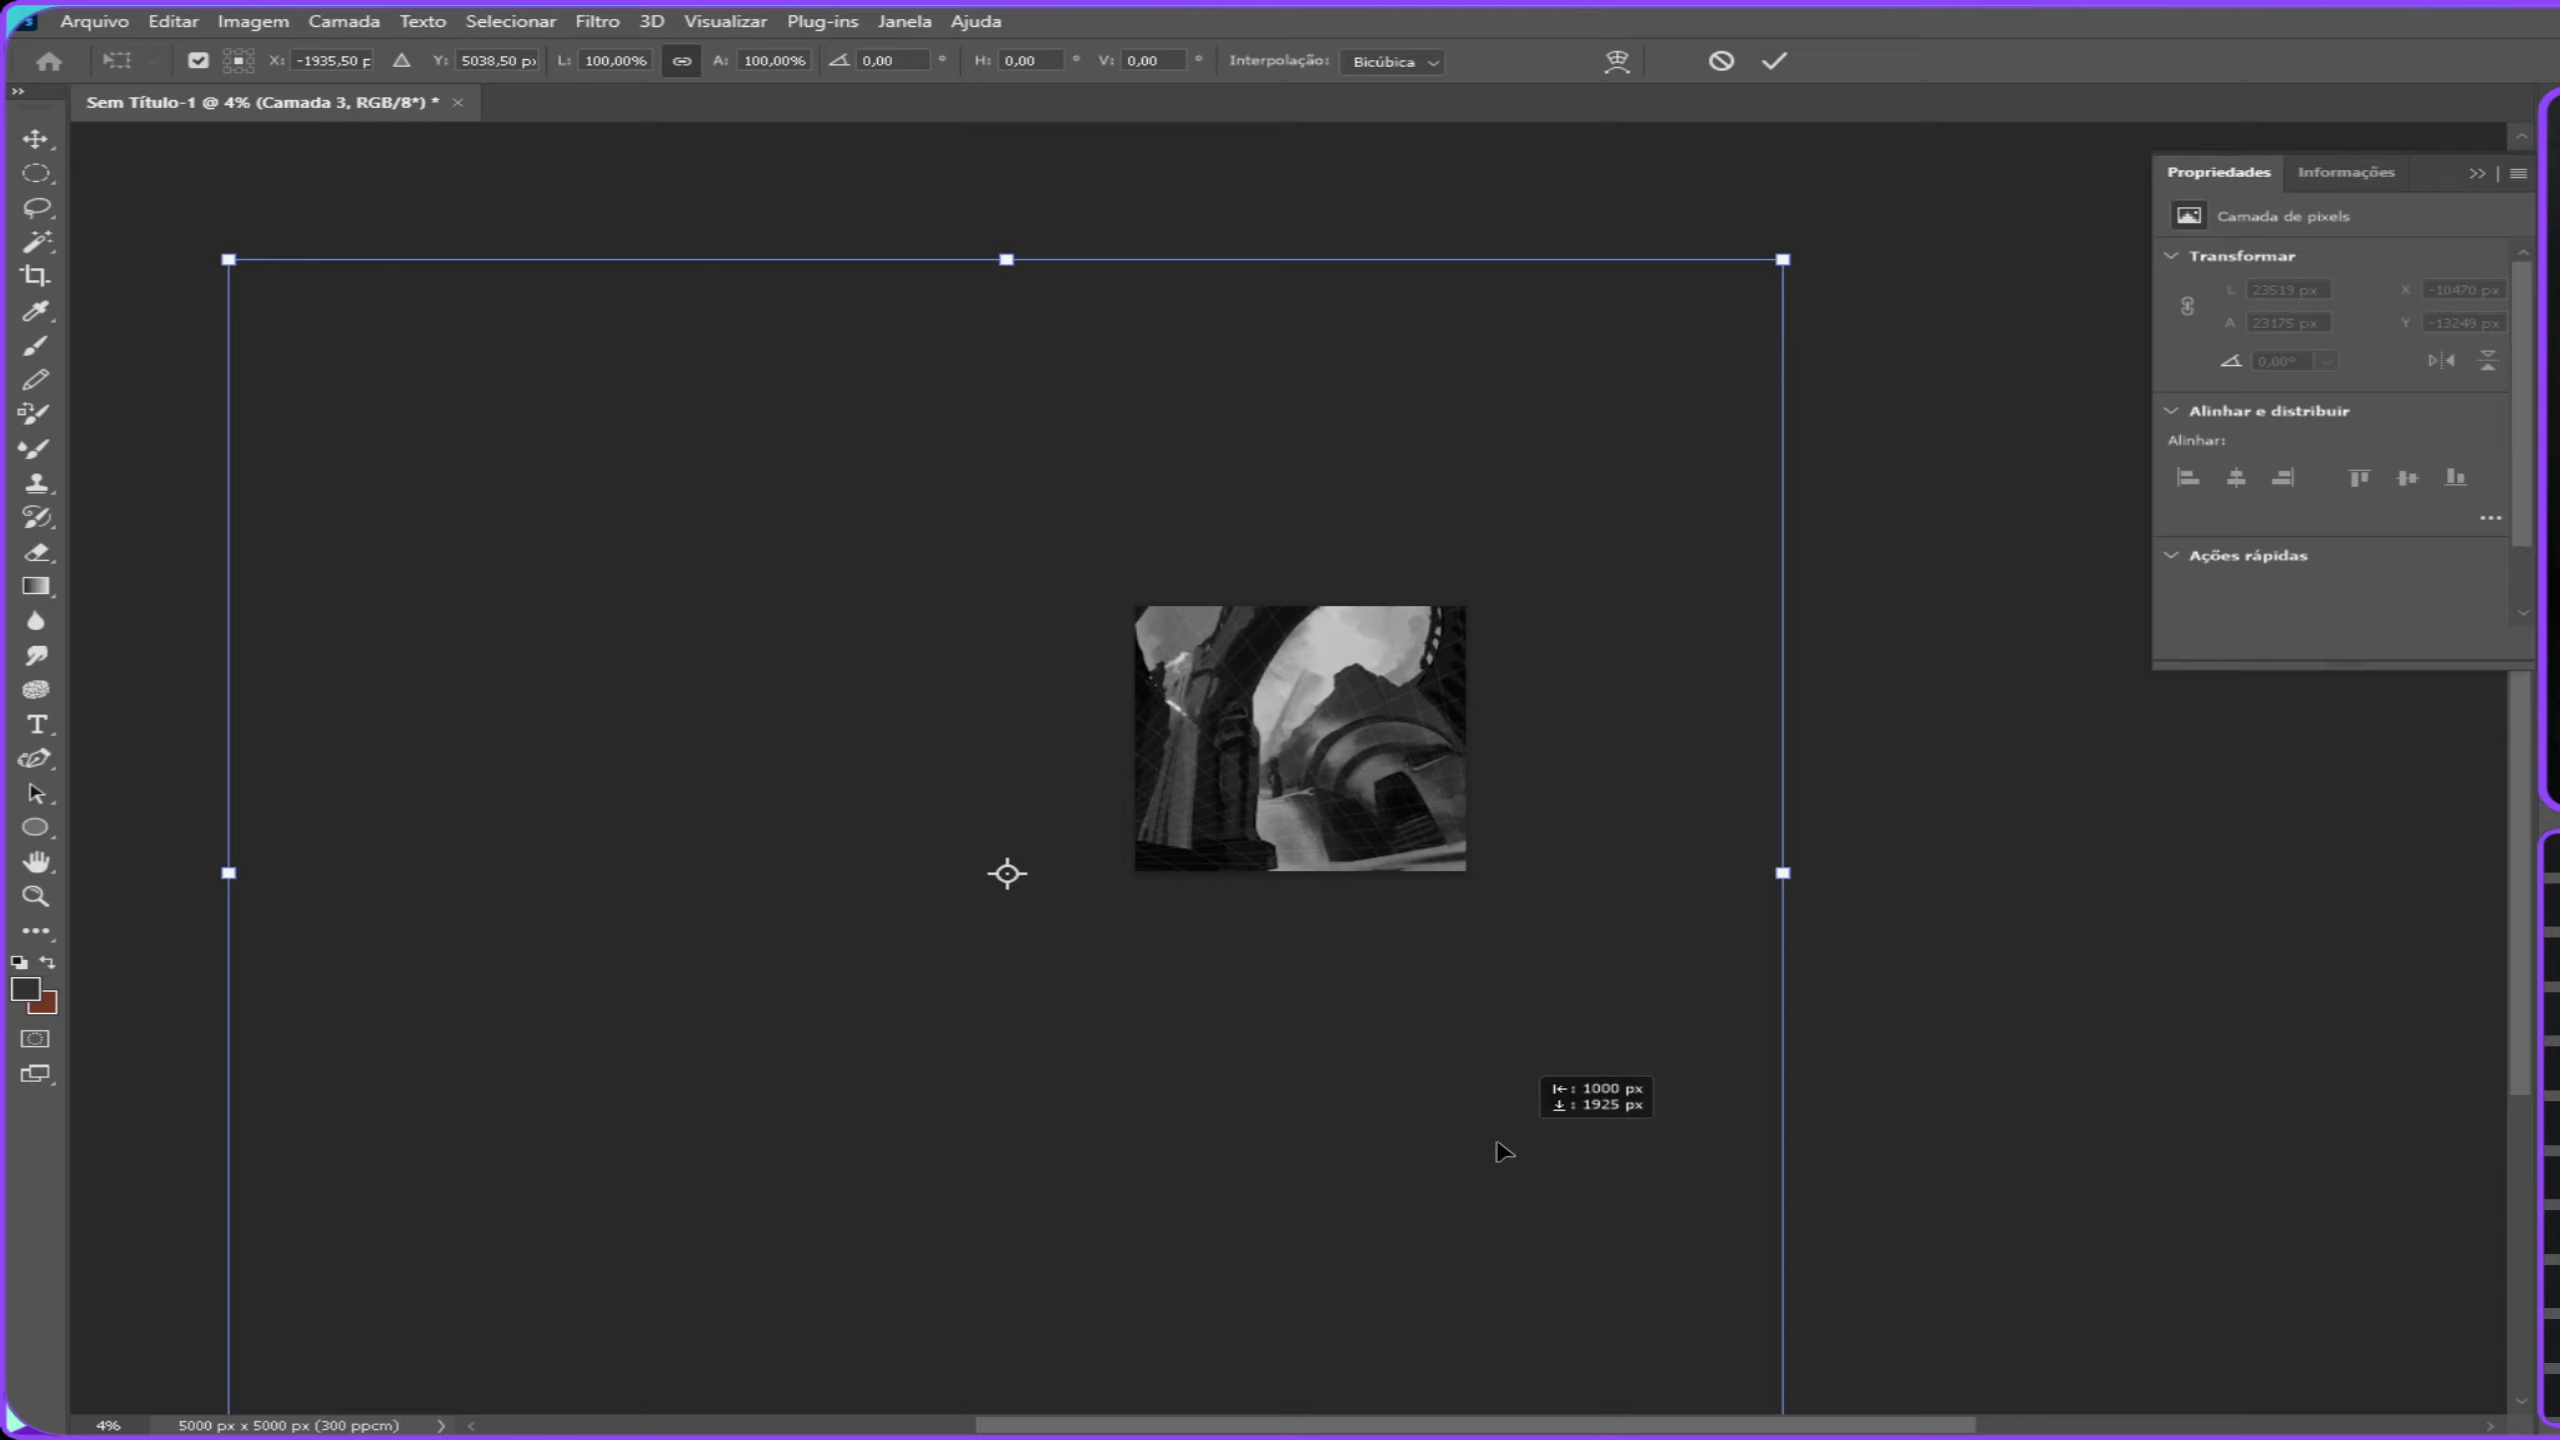 Arquivo Editar Imagem Camada Texto Selecionar Filtro 3D Visualizar Plug-ins Janela Ajuda
X: -1935,50 p Y: 5038,50 px L: 100,00% A: 100,00% 0,00 ° H: 0,00 ° V: 0,00 ° Interpolação: Bicúbica
Sem Título-1 @ 4% (Camada 3, RGB/8*) * ×
Propriedades Informações
Camada de pixels
Transformar
L 23519 px X -10470 px
A 23175 px Y -13249 px
0,00°
Alinhar e distribuir
Alinhar:
Ações rápidas
: 1000 px
: 1925 px
4% 5000 px x 5000 px (300 ppcm)